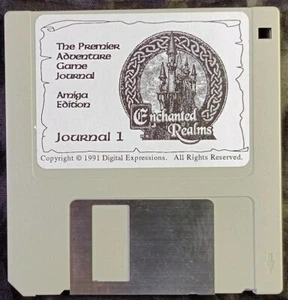 The Premier
Adventure
Game
Journal
Amiga
Edition
Enchanted
Realms
Journal 1
Copyright © 1991 Digital Expressions. All Rights Reserved.